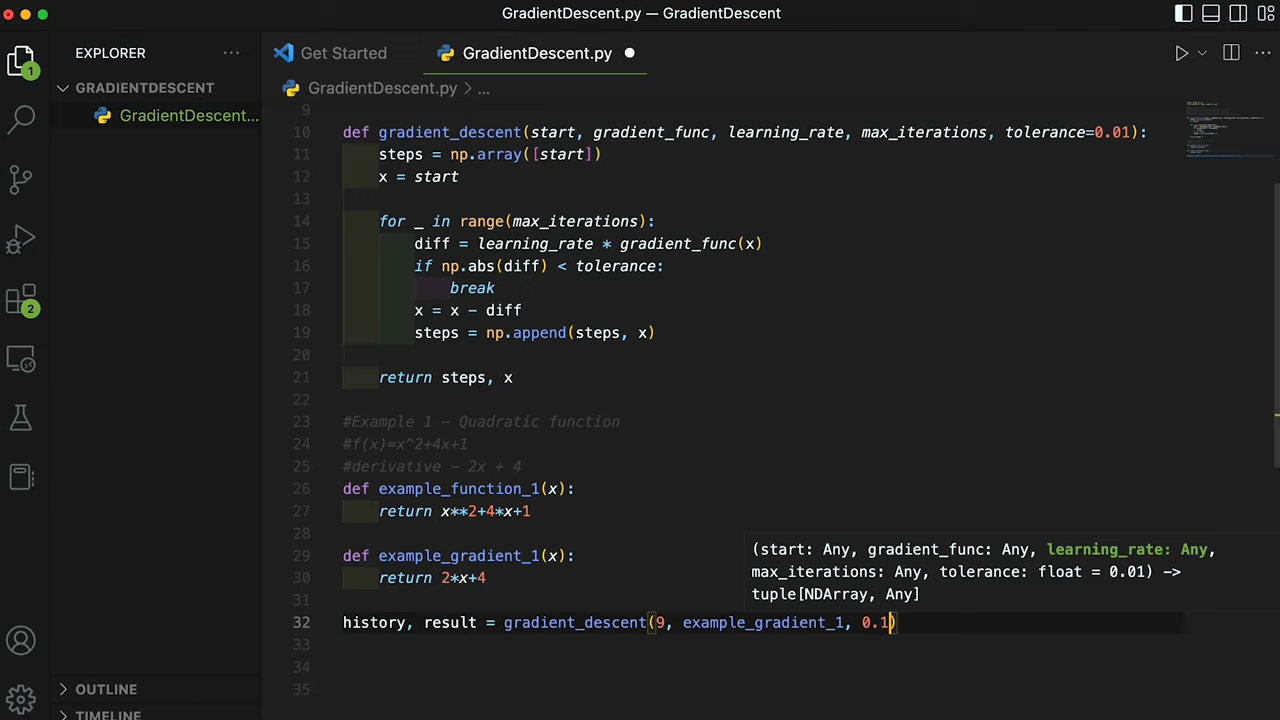 GradientDescent.py — GradientDescent
EXPLORER
GRADIENTDESCENT
GradientDescent...
OUTLINE
TIMELINE
1
2
Get Started
GradientDescent.py
GradientDescent.py > ...
9
10 def gradient_descent(start, gradient_func, learning_rate, max_iterations, tolerance=0.01):
11 steps = np.array([start])
12 x = start
13
14 for _ in range(max_iterations):
15 diff = learning_rate * gradient_func(x)
16 if np.abs(diff) < tolerance:
17 break
18 x = x - diff
19 steps = np.append(steps, x)
20
21 return steps, x
22
23 #Example 1 - Quadratic function
24 #f(x)=x^2+4x+1
25 #derivative - 2x + 4
26 def example_function_1(x):
27 return x**2+4*x+1
28
29 def example_gradient_1(x):
30 return 2*x+4
31
32 history, result = gradient_descent(9, example_gradient_1, 0.1)
33
34
35
(start: Any, gradient_func: Any, learning_rate: Any,
max_iterations: Any, tolerance: float = 0.01) ->
tuple[NDArray, Any]